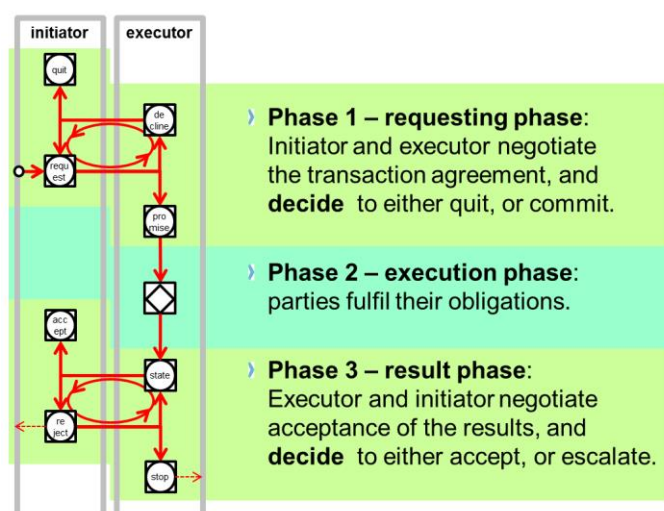 initiator
executor
quit
de
cline
requ
est
pro
mise
acc
ept
state
re
ject
stop
Phase 1 – requesting phase:
Initiator and executor negotiate
the transaction agreement, and
decide to either quit, or commit.
Phase 2 – execution phase:
parties fulfil their obligations.
Phase 3 – result phase:
Executor and initiator negotiate
acceptance of the results, and
decide to either accept, or escalate.